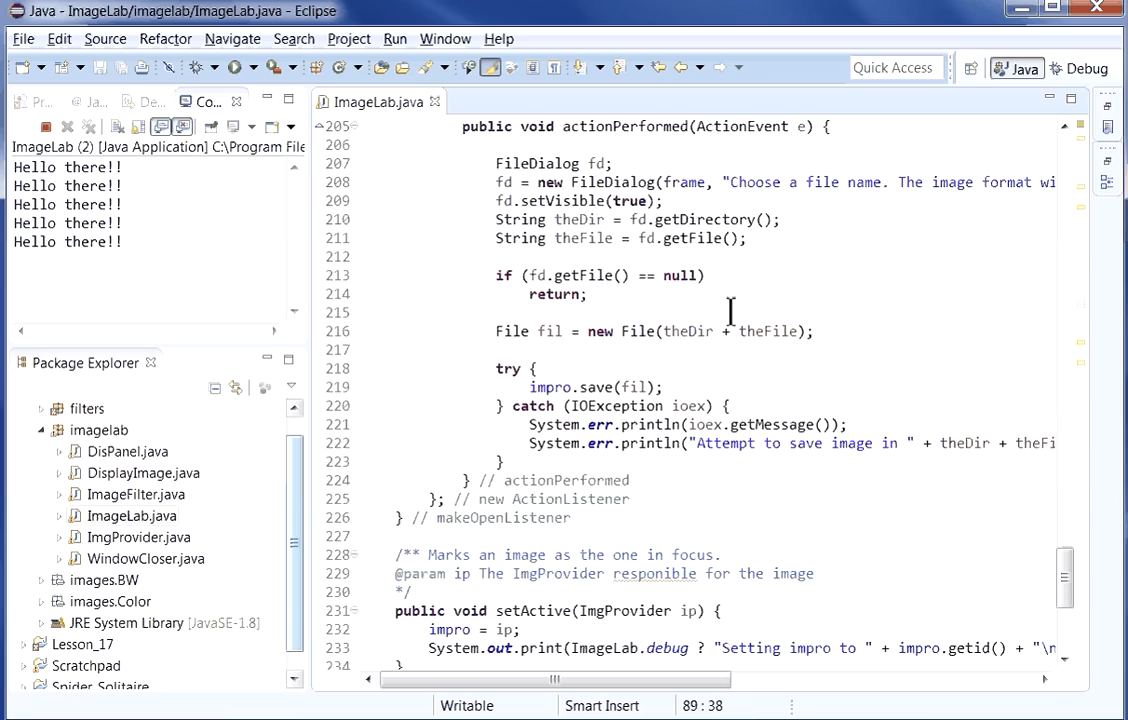 Java - ImageLab/imagelab/ImageLab.java - Eclipse
File Edit Source Refactor Navigate Search Project Run Window Help
Quick Access Java Debug
Pr... Ja... De... Co...
ImageLab (2) [Java Application] C:\Program File
Hello there!!
Hello there!!
Hello there!!
Hello there!!
Hello there!!
Package Explorer
filters
imagelab
DisPanel.java
DisplayImage.java
ImageFilter.java
ImageLab.java
ImgProvider.java
WindowCloser.java
images.BW
images.Color
JRE System Library [JavaSE-1.8]
Lesson_17
Scratchpad
Spider Solitaire
ImageLab.java
205 public void actionPerformed(ActionEvent e) {
206
207 FileDialog fd;
208 fd = new FileDialog(frame, "Choose a file name. The image format wi
209 fd.setVisible(true);
210 String theDir = fd.getDirectory();
211 String theFile = fd.getFile();
212
213 if (fd.getFile() == null)
214 return;
215
216 File fil = new File(theDir + theFile);
217
218 try {
219 impro.save(fil);
220 } catch (IOException ioex) {
221 System.err.println(ioex.getMessage());
222 System.err.println("Attempt to save image in " + theDir + theFi
223 }
224 } // actionPerformed
225 }; // new ActionListener
226 } // makeOpenListener
227
228 /** Marks an image as the one in focus.
229 @param ip The ImgProvider responible for the image
230 */
231 public void setActive(ImgProvider ip) {
232 impro = ip;
233 System.out.print(ImageLab.debug ? "Setting impro to " + impro.getid() + "\n
234 }
Writable Smart Insert 89 : 38